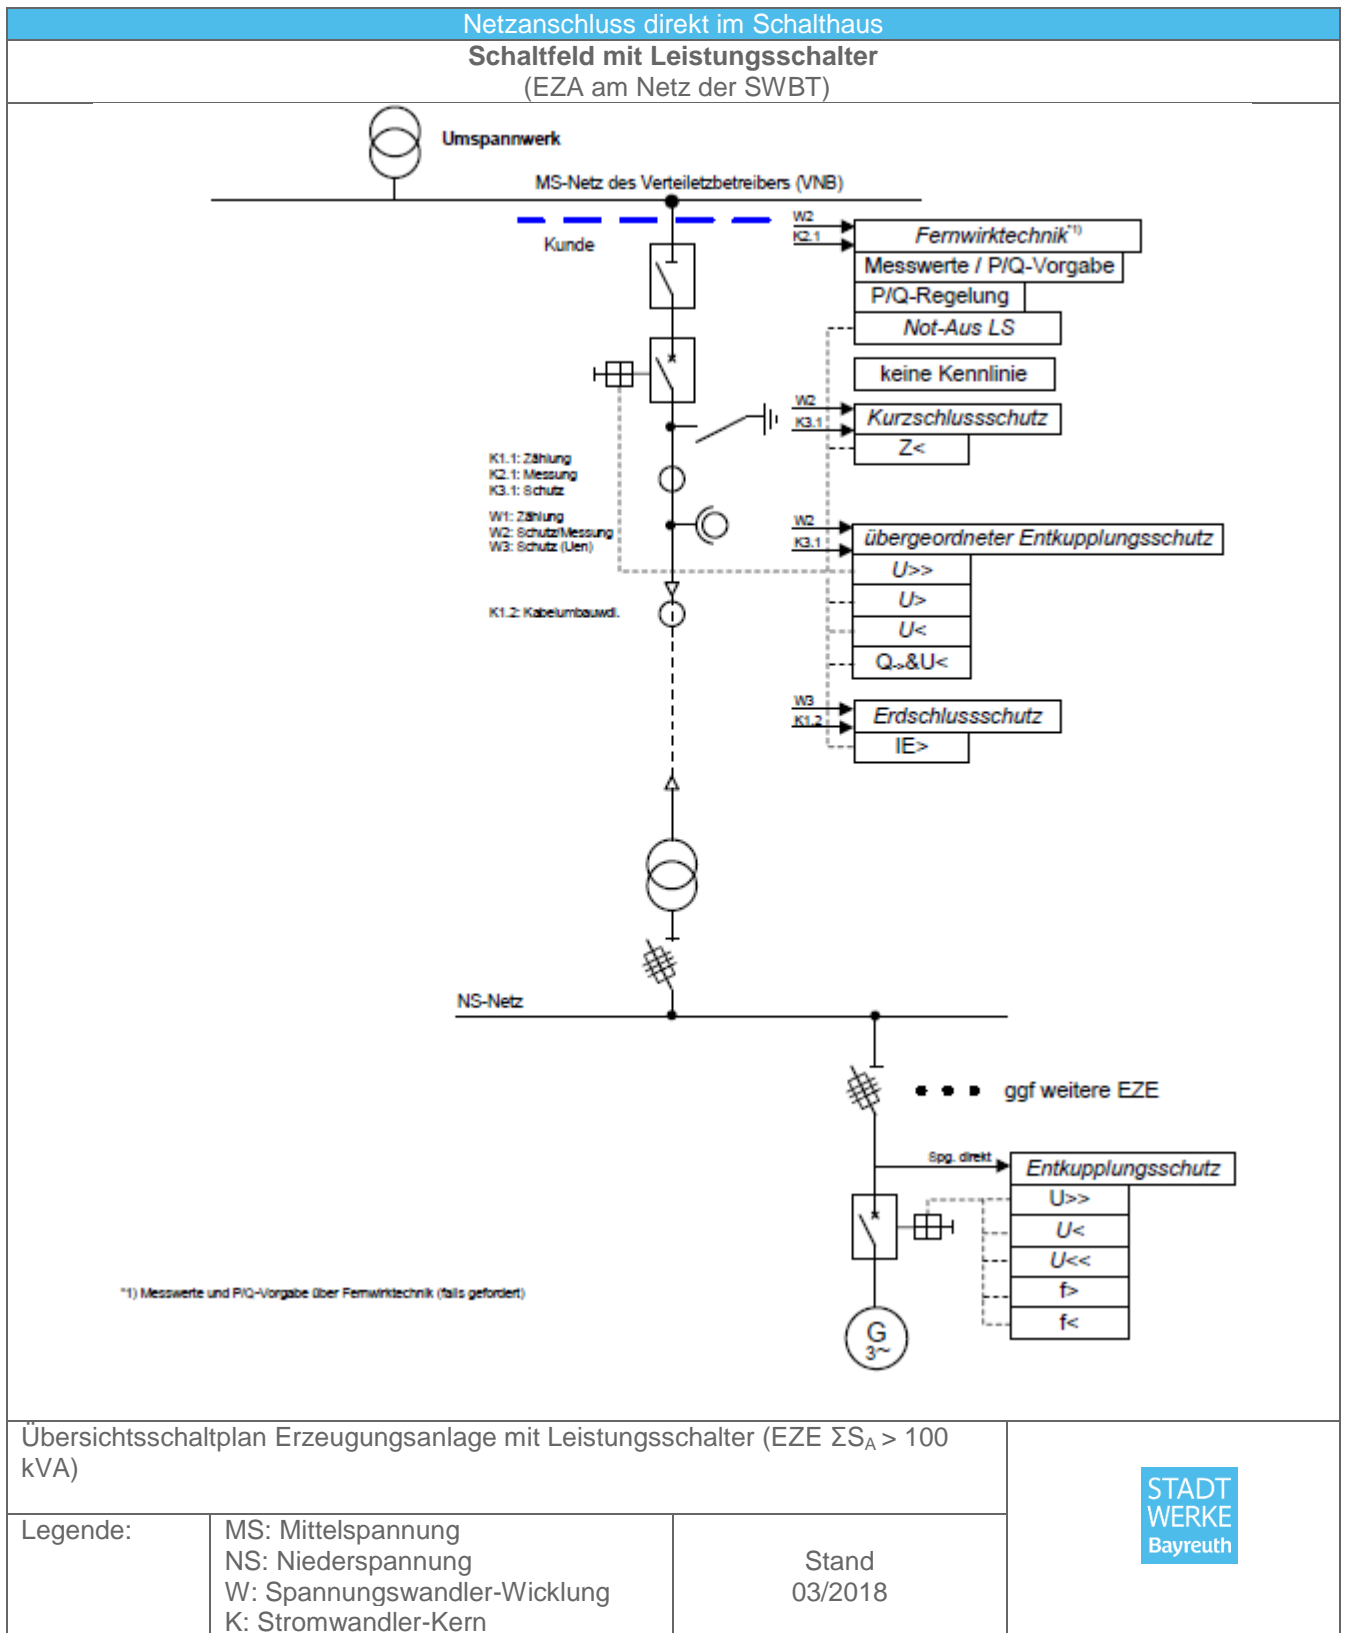 Netzanschluss direkt im Schalthaus
Schaltfeld mit Leistungsschalter
(EZA am Netz der SWBT)
Umspannwerk
MS-Netz des Verteiletzbetreibers (VNB)
Kunde
W2
K2.1
Fernwirktechnik*1)
Messwerte / P/Q-Vorgabe
P/Q-Regelung
Not-Aus LS
keine Kennlinie
W2
K3.1
Kurzschlussschutz
Z<
K1.1: Zählung
K2.1: Messung
K3.1: Schutz
W1: Zählung
W2: Schutz/Messung
W3: Schutz (Uen)
W2
K3.1
übergeordneter Entkupplungsschutz
U>>
U>
U<
Q->&U<
K1.2: Kabelumbauwdl.
W3
K1.2
Erdschlussschutz
IE>
NS-Netz
ggf weitere EZE
Spg. direkt
Entkupplungsschutz
U>>
U<
U<<
f>
f<
G
3~
*1) Messwerte und P/Q-Vorgabe über Fernwirktechnik (falls gefordert)
Übersichtsschaltplan Erzeugungsanlage mit Leistungsschalter (EZE ΣSA > 100
kVA)
STADT
WERKE
Bayreuth
Legende:
MS: Mittelspannung
NS: Niederspannung
W: Spannungswandler-Wicklung
K: Stromwandler-Kern
Stand
03/2018